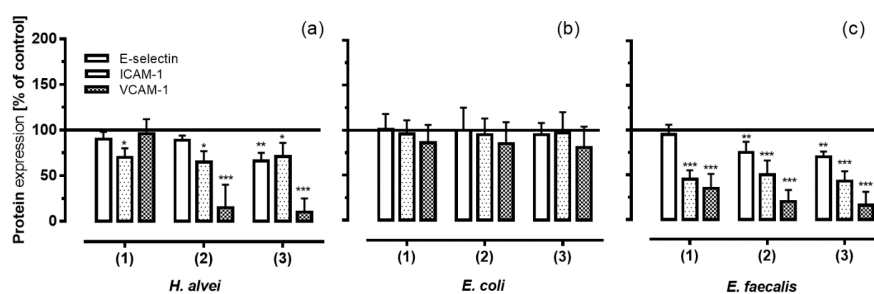 (a)
(b)
(c)
Protein expression [% of control]
200
150
100
50
0
E-selectin
ICAM-1
VCAM-1
*
*
***
**
*
***
***
***
**
***
***
**
***
***
(1)
(2)
(3)
H. alvei
(1)
(2)
(3)
E. coli
(1)
(2)
(3)
E. faecalis